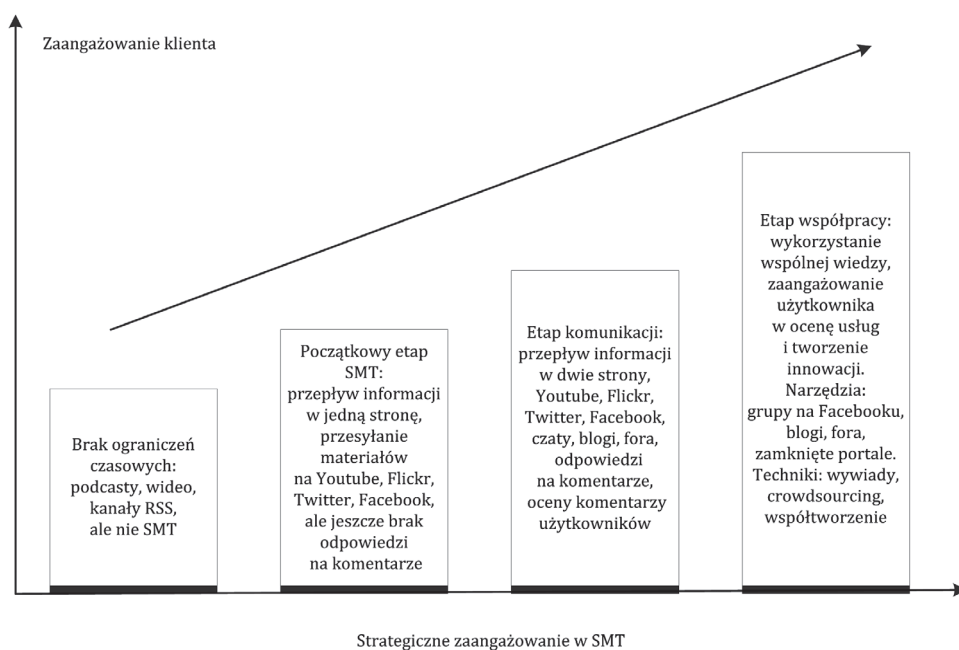 Zaangażowanie klienta
Brak ograniczeń
czasowych:
podcasty, wideo,
kanały RSS,
ale nie SMT
Początkowy etap
SMT:
przepływ informacji
w jedną stronę,
przesyłanie
materiałów
na Youtube, Flickr,
Twitter, Facebook,
ale jeszcze brak
odpowiedzi
na komentarze
Etap komunikacji:
przepływ informacji
w dwie strony,
Youtube, Flickr,
Twitter, Facebook,
czaty, blogi, fora,
odpowiedzi
na komentarze,
oceny komentarzy
użytkowników
Etap współpracy:
wykorzystanie
wspólnej wiedzy,
zaangażowanie
użytkownika
w ocenę usług
i tworzenie
innowacji.
Narzędzia:
grupy na Facebooku,
blogi, fora,
zamknięte portale.
Techniki: wywiady,
crowdsourcing,
współtworzenie
Strategiczne zaangażowanie w SMT